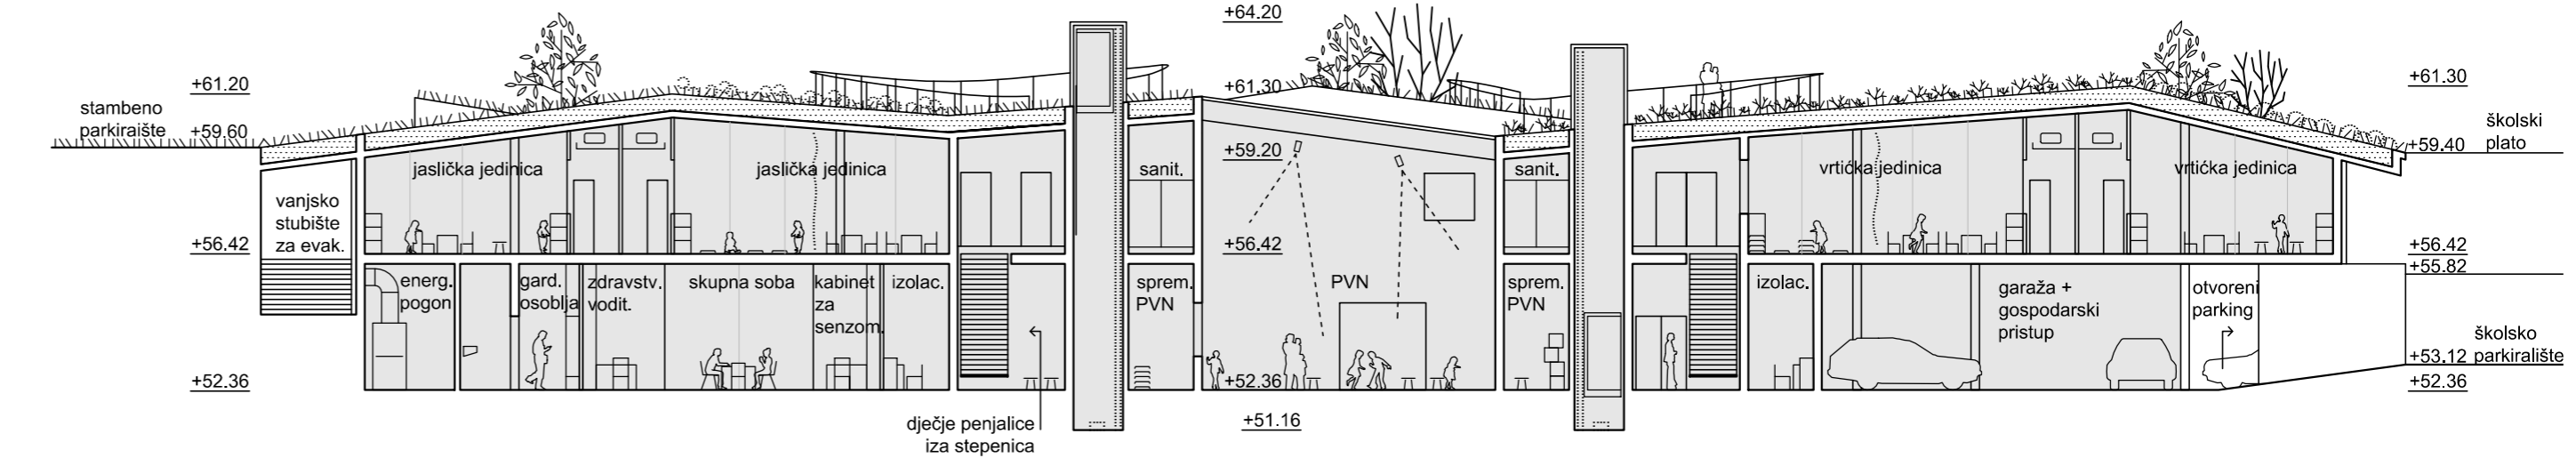 +64.20
+61.20
+61.30
+61.30
stambeno
parkiraište
+59.60
školski
plato
+59.40
+59.20
jaslička jedinica
jaslička jedinica
sanit.
sanit.
vrtićka jedinica
vrtićka jedinica
vanjsko
stubište
za evak.
+56.42
+56.42
+56.42
+55.82
energ.
pogon
gard.
osoblja
zdravstv.
vodit.
skupna soba
kabinet
za
senzom.
izolac.
sprem.
PVN
PVN
sprem.
PVN
izolac.
garaža +
gospodarski
pristup
otvoreni
parking
školsko
parkiralište
+53.12
+52.36
+52.36
+52.36
+51.16
dječje penjalice
iza stepenica